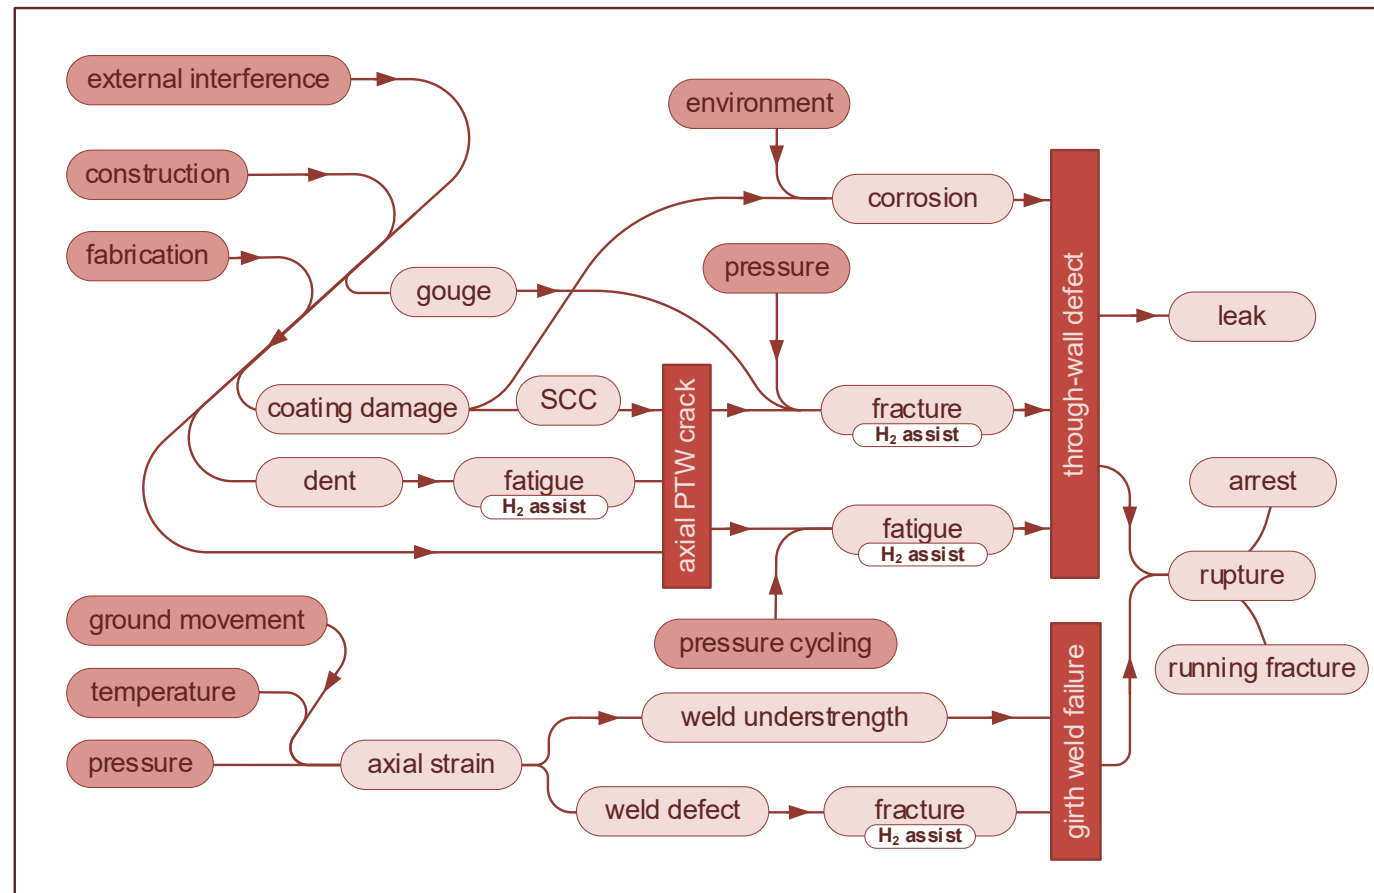 external interference
environment
construction
corrosion
fabrication
pressure
gouge
leak
through-wall defect
SCC
coating damage
axial PTW crack
fracture
H₂ assist
dent
fatigue
H₂ assist
arrest
fatigue
H₂ assist
rupture
ground movement
pressure cycling
running fracture
temperature
weld understrength
girth weld failure
pressure
axial strain
weld defect
fracture
H₂ assist